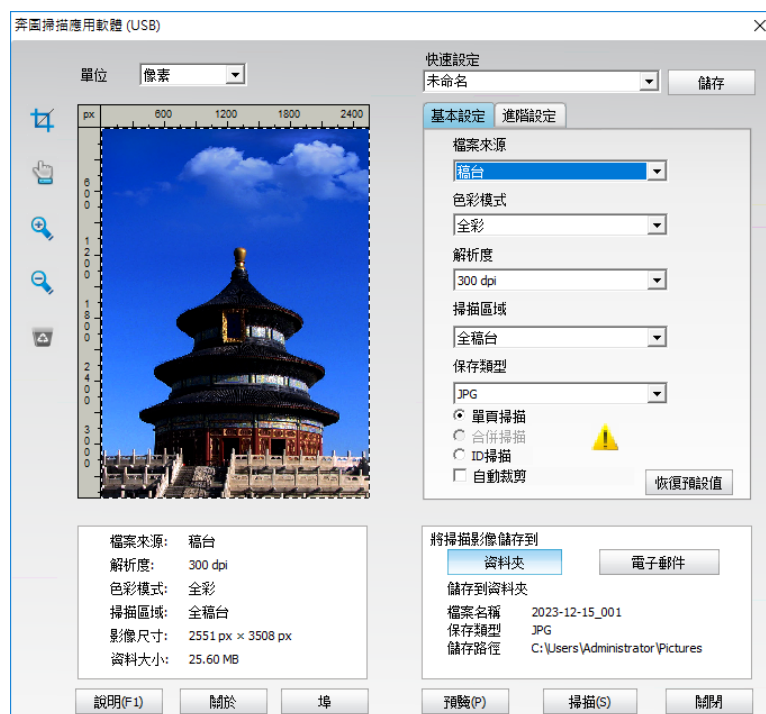 奔圖掃描應用軟體 (USB)
單位
像素
快速設定
未命名
儲存
px
600
1200
1800
2400
600
1200
1800
2400
3000
基本設定
進階設定
檔案來源
稿台
色彩模式
全彩
解析度
300 dpi
掃描區域
全稿台
保存類型
JPG
單頁掃描
合併掃描
ID掃描
自動裁剪
恢復預設值
檔案來源: 稿台
解析度: 300 dpi
色彩模式: 全彩
掃描區域: 全稿台
影像尺寸: 2551 px × 3508 px
資料大小: 25.60 MB
將掃描影像儲存到
資料夾
電子郵件
儲存到資料夾
檔案名稱 2023-12-15_001
保存類型 JPG
儲存路徑 C:\Users\Administrator\Pictures
說明(F1)
關於
埠
預覽(P)
掃描(S)
關閉